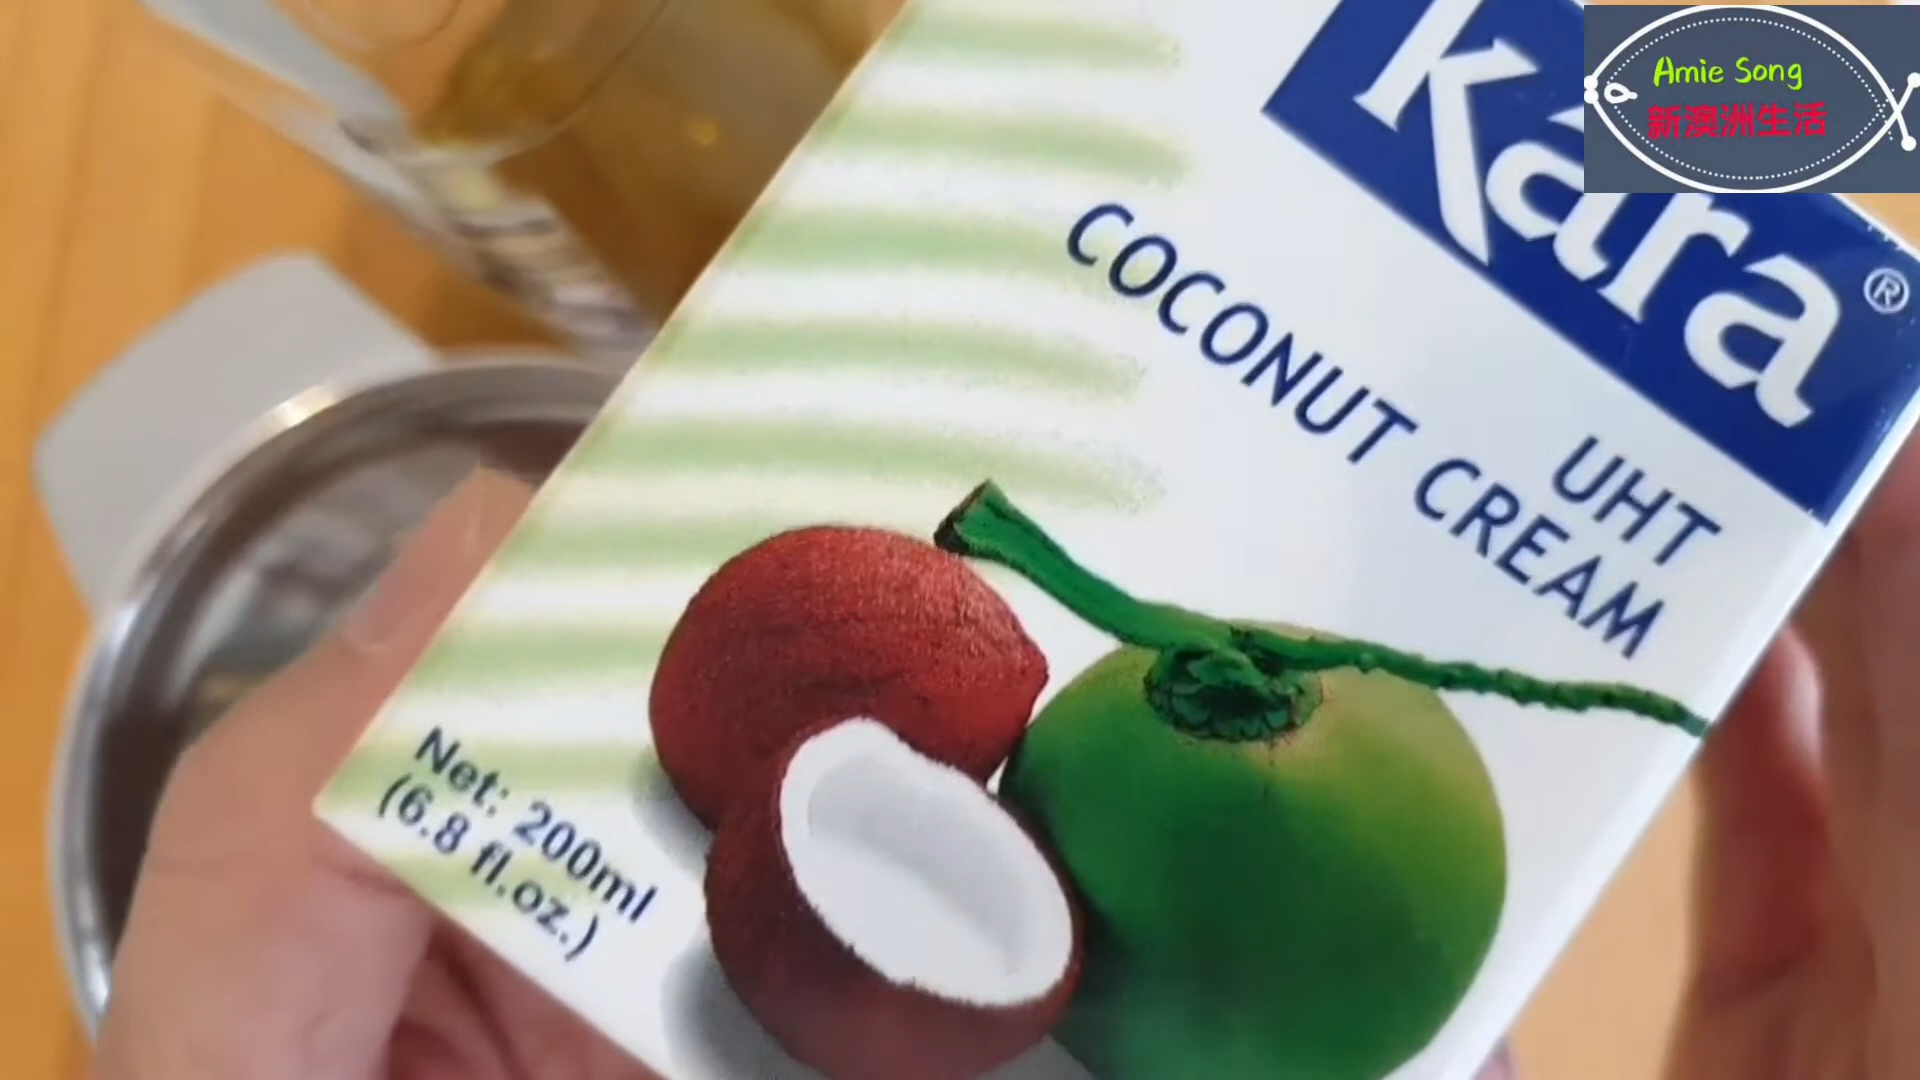 Amie Song
新澳洲生活
kara®
UHT
COCONUT CREAM
Net: 200ml
(6.8 fl.oz.)